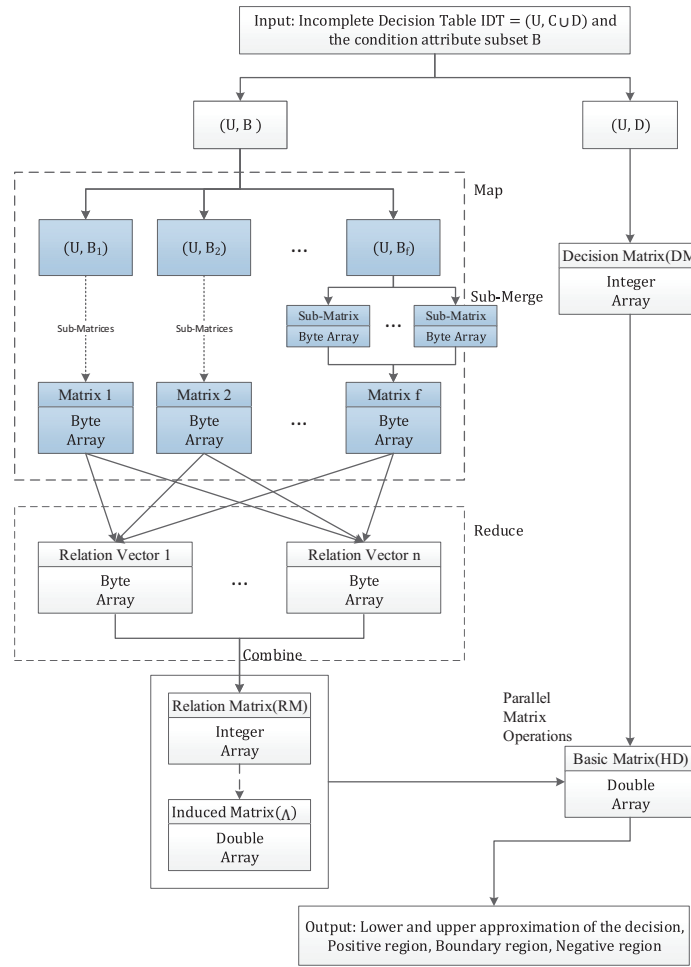 Input: Incomplete Decision Table IDT = (U, C∪D) and
the condition attribute subset B
(U, B )
(U, D)
Map
(U, B₁)
(U, B₂)
...
(U, Bf)
Sub-Merge
Decision Matrix(DM
Integer
Array
Sub-Matrix
Byte Array
...
Sub-Matrix
Byte Array
Sub-Matrices
Sub-Matrices
Matrix 1
Byte
Array
Matrix 2
Byte
Array
...
Matrix f
Byte
Array
Reduce
Relation Vector 1
Byte
Array
...
Relation Vector n
Byte
Array
Combine
Relation Matrix(RM)
Integer
Array
Parallel
Matrix
Operations
Basic Matrix(HD)
Double
Array
Induced Matrix(Λ)
Double
Array
Output: Lower and upper approximation of the decision,
Positive region, Boundary region, Negative region